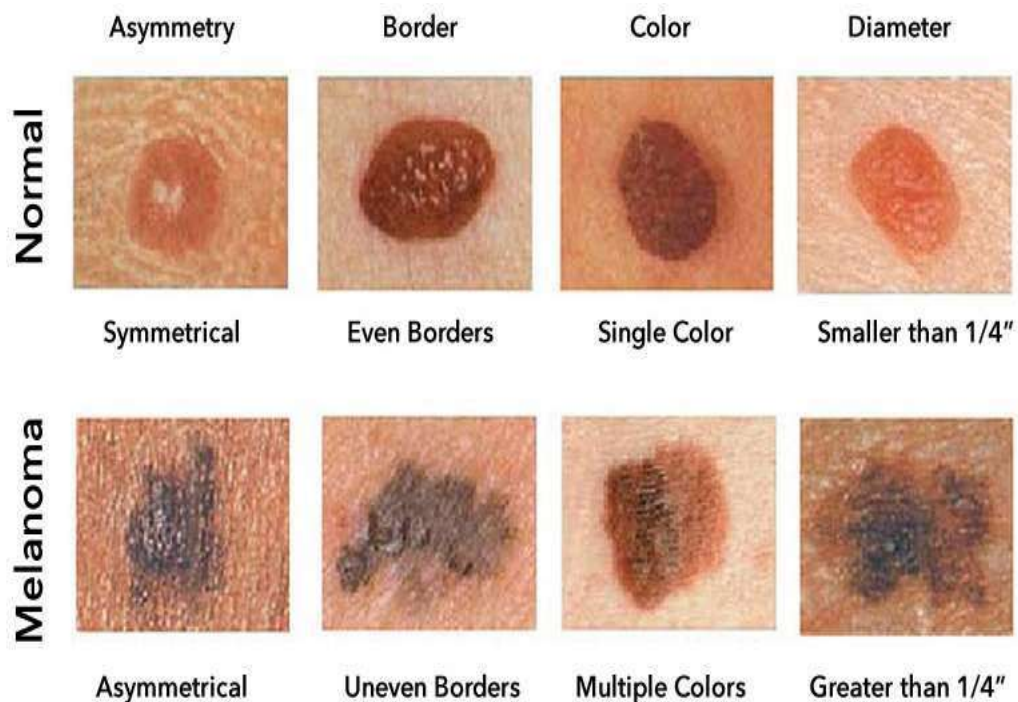 Asymmetry Border Color Diameter
Normal
Symmetrical Even Borders Single Color Smaller than 1/4"
Melanoma
Asymmetrical Uneven Borders Multiple Colors Greater than 1/4"